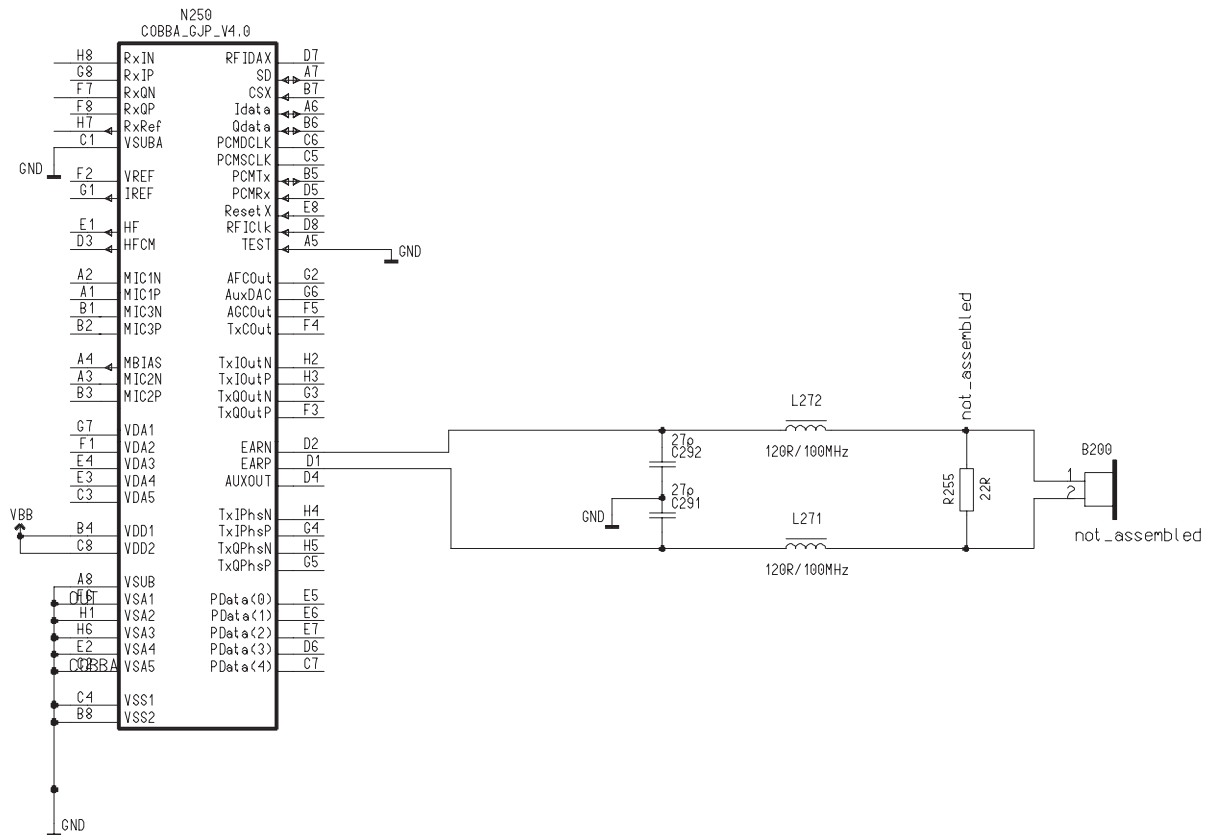 N250
COBBA_GJP_V4.0
H8 RxIN RFIDAX D7
G8 RxIP SD A7
F7 RxQN CSX B7
F8 RxQP Idata A6
H7 RxRef Qdata B6
C1 VSUBA PCMDCLK C6
PCMSCLK C5
GND
F2 VREF PCMTx B5
G1 IREF PCMRx D5
ResetX E8
E1 HF RFIClk D8
D3 HFCM TEST A5
GND
A2 MIC1N AFCOut G2
A1 MIC1P AuxDAC G6
B1 MIC3N AGCOut F5
B2 MIC3P TxCOut F4
A4 MBIAS TxIOutN H2
A3 MIC2N TxIOutP H3
B3 MIC2P TxQOutN G3
TxQOutP F3
G7 VDA1
F1 VDA2 EARN D2
E4 VDA3 EARP D1
E3 VDA4 AUXOUT D4
C3 VDA5
VBB
TxIPhsN H4
B4 VDD1 TxIPhsP G4
C8 VDD2 TxQPhsN H5
TxQPhsP G5
A8 VSUB
OUT VSA1 PData(0) E5
H1 VSA2 PData(1) E6
H6 VSA3 PData(2) E7
E2 VSA4 PData(3) D6
COBBA VSA5 PData(4) C7
C4 VSS1
B8 VSS2
GND
27p
C292
27p
C291
GND
L272
120R/100MHz
L271
120R/100MHz
not_assembled
R255
22R
B200
1
2
not_assembled